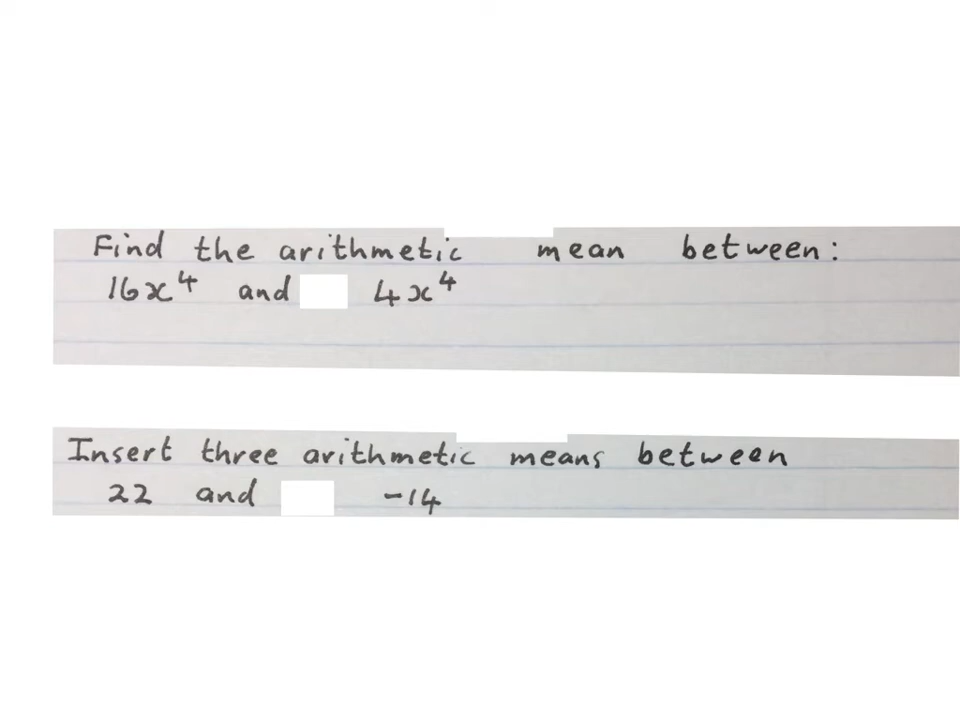 Find the arithmetic mean between:
16x⁴ and 4x⁴
Insert three arithmetic means between
22 and -14